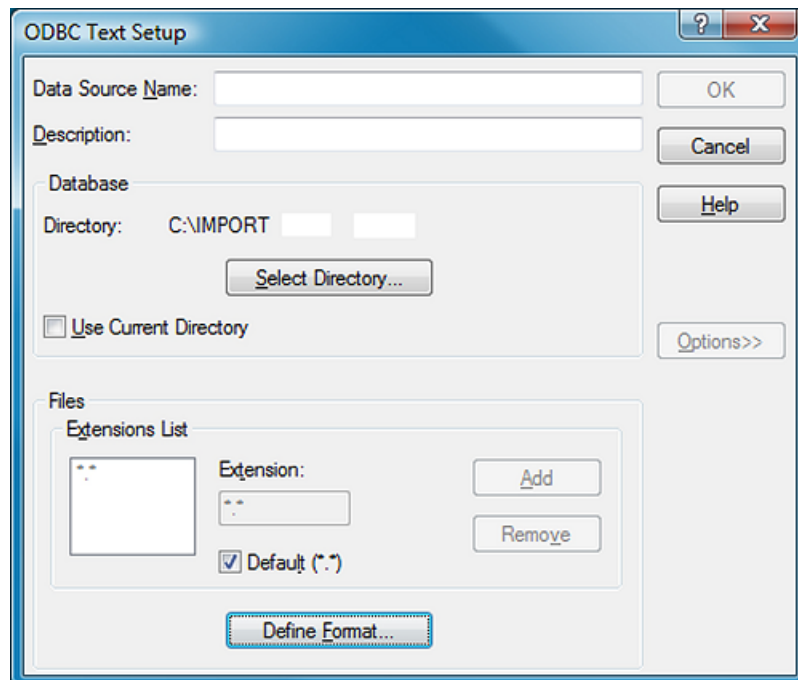 ODBC Text Setup
?
X
Data Source Name:
OK
Description:
Cancel
Database
Help
Directory: C:\IMPORT
Select Directory...
Use Current Directory
Options>>
Files
Extensions List
*.*
Extension:
*.*
Add
Remove
Default (*.*)
Define Format...